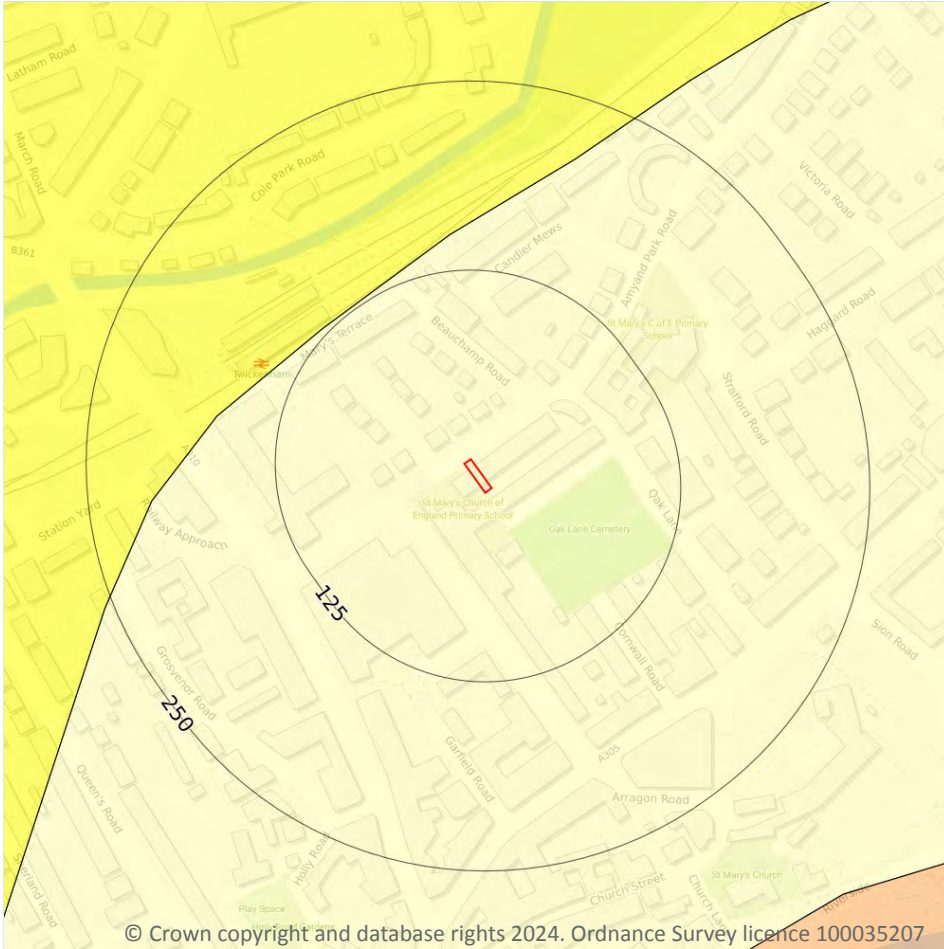 Latham Road
March Road
Cole Park Road
B361
Victoria Road
Candler Mews
Amyand Park Road
Haggard Road
St Mary's C of E Primary
School
Mary's Terrace
Beauchamp Road
Twickenham
Strafford Road
A310
St Mary's Church of
England Primary School
Oak Lane
Oak Lane Cemetery
Station Yard
Railway Approach
125
Cornwall Road
Sion Road
Grosvenor Road
250
Garfield Road
A305
Queen's Road
Arragon Road
Holly Road
St Mary's Church
Church Street
Church Lane
Riverside
Sherland Road
Play Space
© Crown copyright and database rights 2024. Ordnance Survey licence 100035207